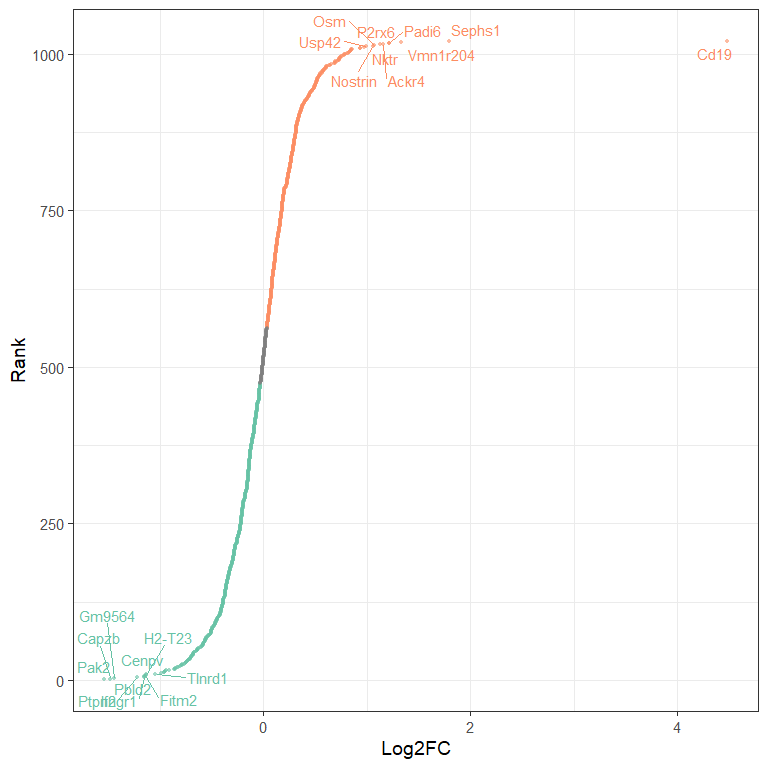 Osm
P2rx6
Padi6
Sephs1
Usp42
Vmn1r204
Cd19
Nktr
Nostrin
Ackr4
1000
750
500
250
0
Rank
Gm9564
Capzb
H2-T23
Cenpv
Pak2
Tlnrd1
Pbld2
Fitm2
0
2
4
Log2FC